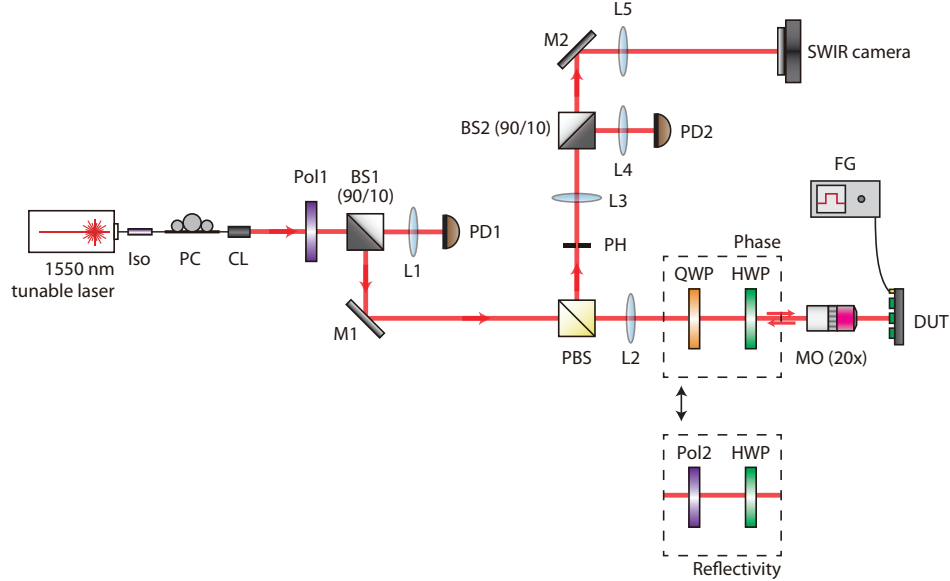 L5
M2
SWIR camera
BS2 (90/10)
PD2
L4
FG
Pol1
BS1
(90/10)
L3
PD1
Iso
PC
CL
L1
PH
Phase
1550 nm
tunable laser
QWP
HWP
M1
PBS
L2
MO (20x)
DUT
Pol2
HWP
Reflectivity